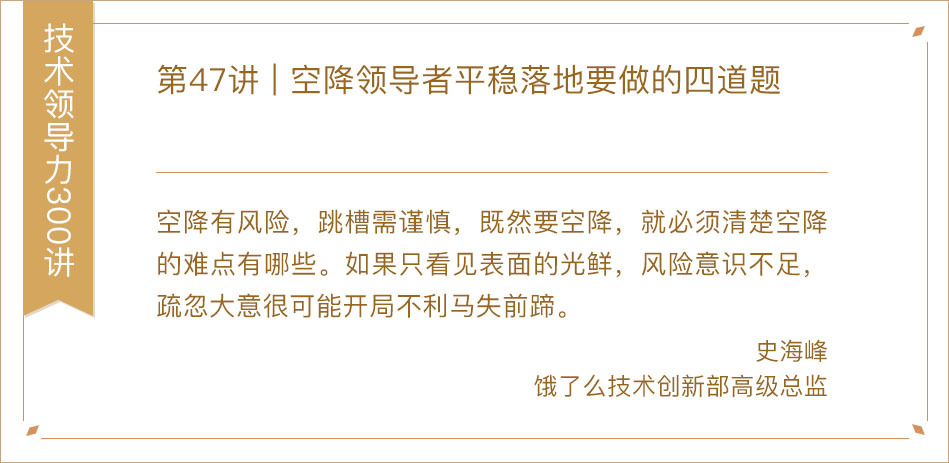 技术领导力300讲
第47讲 | 空降领导者平稳落地要做的四道题
空降有风险，跳槽需谨慎，既然要空降，就必须清楚空降
的难点有哪些。如果只看见表面的光鲜，风险意识不足，
疏忽大意很可能开局不利马失前蹄。
史海峰
饿了么技术创新部高级总监